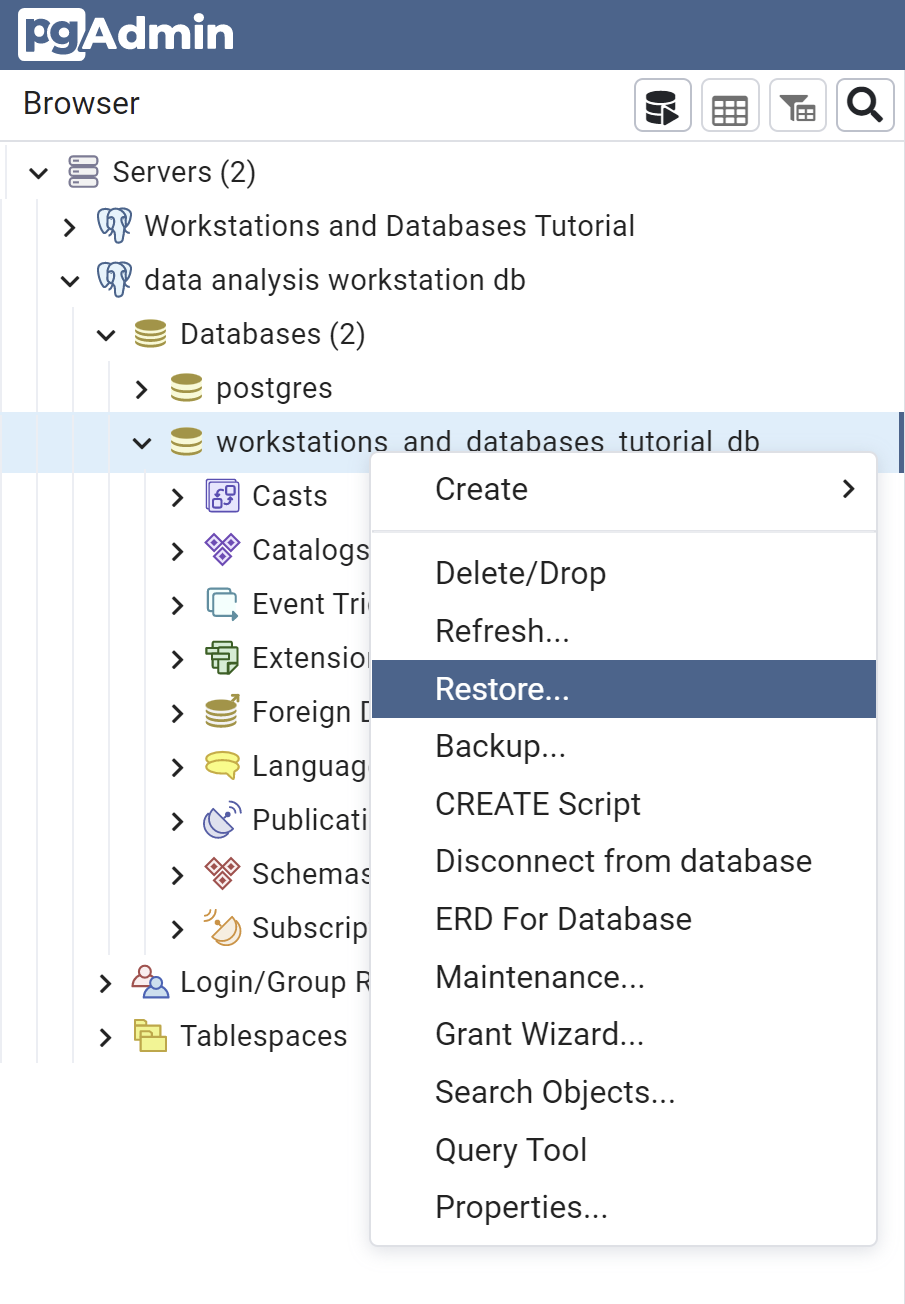 pgAdmin
Browser
Servers (2)
Workstations and Databases Tutorial
data analysis workstation db
Databases (2)
postgres
workstations_and_databases_tutorial_db
Casts
Catalogs
Event Tri
Extension
Foreign D
Languag
Publicati
Schemas
Subscrip
Login/Group R
Tablespaces
Create
Delete/Drop
Refresh...
Restore...
Backup...
CREATE Script
Disconnect from database
ERD For Database
Maintenance...
Grant Wizard...
Search Objects...
Query Tool
Properties...